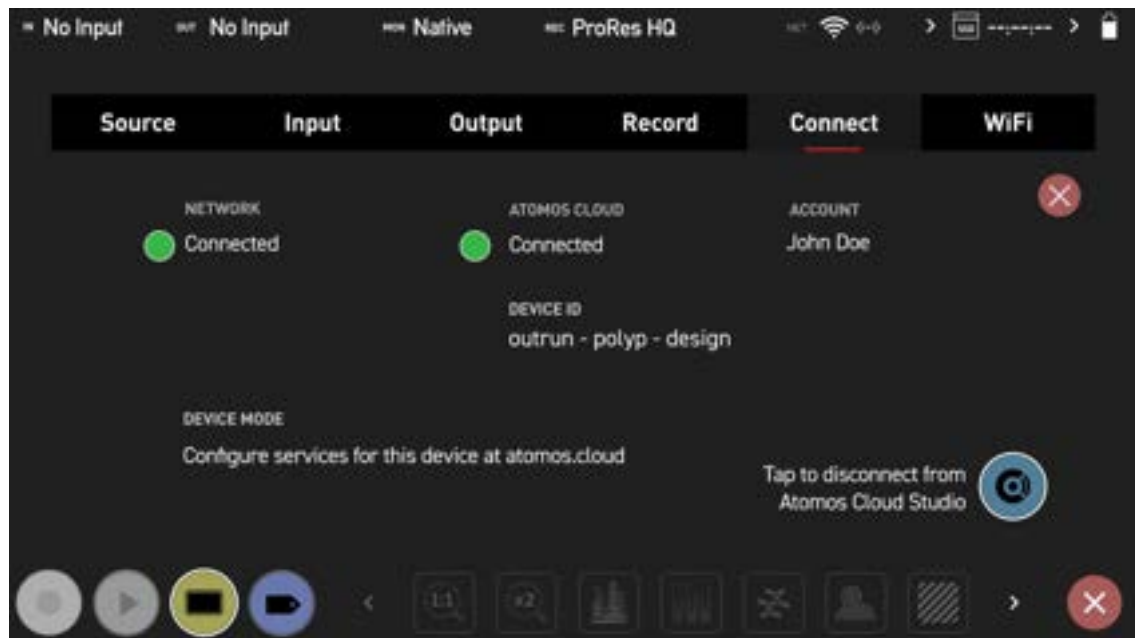 No Input
No Input
Native
REC ProRes HQ
--:--:--
Source
Input
Output
Record
Connect
WiFi
NETWORK
ATOMOS CLOUD
ACCOUNT
Connected
Connected
John Doe
DEVICE ID
outrun - polyp - design
DEVICE MODE
Configure services for this device at atomos.cloud
Tap to disconnect from
Atomos Cloud Studio
1:1
x2